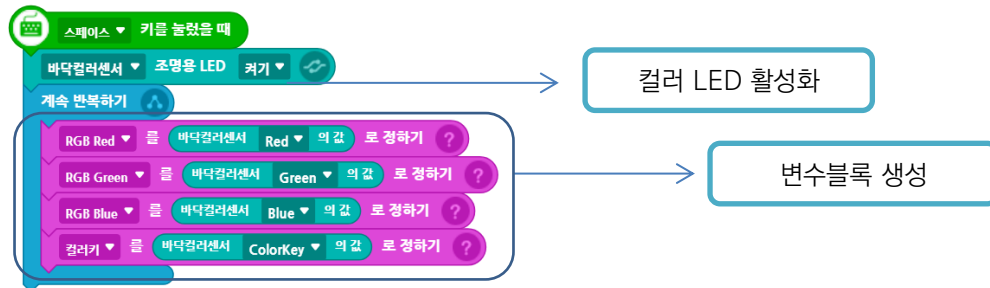 스페이스 ▼ 키를 눌렀을 때
바닥컬러센서 ▼ 조명용 LED 켜기 ▼
컬러 LED 활성화
계속 반복하기
RGB Red ▼ 를 바닥컬러센서 Red ▼ 의 값 로 정하기 ?
RGB Green ▼ 를 바닥컬러센서 Green ▼ 의 값 로 정하기 ?
변수블록 생성
RGB Blue ▼ 를 바닥컬러센서 Blue ▼ 의 값 로 정하기 ?
컬러키 ▼ 를 바닥컬러센서 ColorKey ▼ 의 값 로 정하기 ?